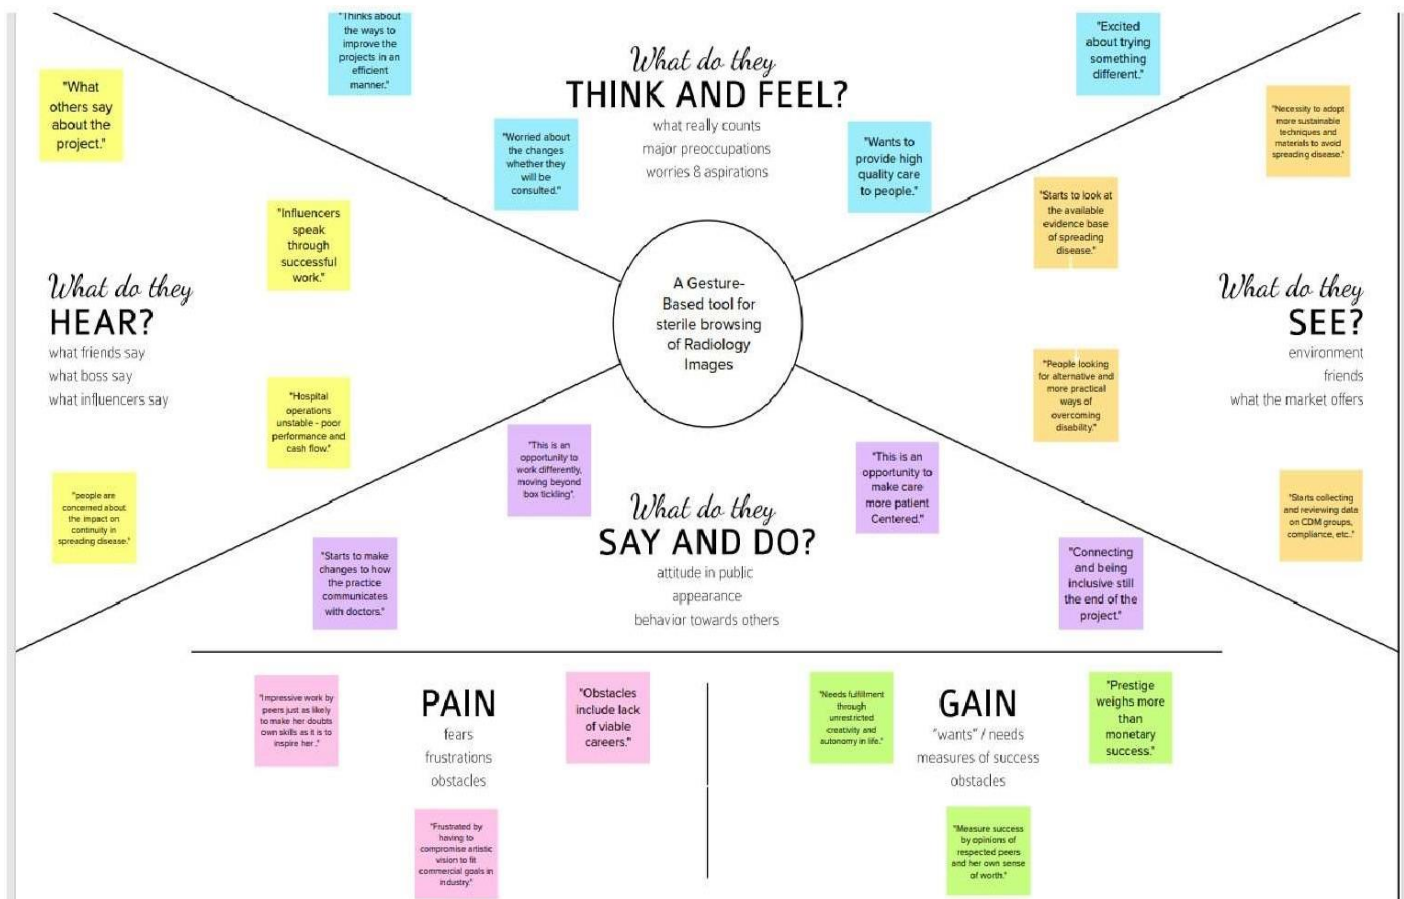 "Thinks about
the ways to
improve the
projects in an
efficient
manner."
What do they
THINK AND FEEL?
what really counts
major preoccupations
worries & aspirations
"Excited
about trying
something
different."
"Worried about
the changes
whether they
will be
consulted."
"Wants to
provide high
quality care
to people."
"What
others say
about the
project."
"Influencers
speak
through
successful
work."
What do they
HEAR?
what friends say
what boss say
what influencers say
"Hospital
operations
unstable - poor
performance and
cash flow."
"people are
concerned about
the impact on
continuity in
spreading disease."
A Gesture-
Based tool for
sterile browsing
of Radiology
Images
"Necessity to adopt
more sustainable
techniques and
materials to avoid
spreading disease."
"Starts to look at
the available
evidence base
of spreading
disease."
What do they
SEE?
environment
friends
what the market offers
"People looking
for alternative and
more practical
ways of
overcoming
disability."
"Starts collecting
and reviewing data
on CDM groups,
compliance, etc.."
"This is an
opportunity to
work differently,
moving beyond
box tickling".
What do they
SAY AND DO?
attitude in public
appearance
behavior towards others
"This is an
opportunity to
make care
more patient
Centered."
"Starts to make
changes to how
the practice
communicates
with doctors."
"Connecting
and being
inclusive still
the end of the
project."
"Impressive work by
peers just as likely
to make her doubts
own skills as it is to
inspire her ."
PAIN
fears
frustrations
obstacles
"Obstacles
include lack
of viable
careers."
"Frustrated by
having to
compromise artistic
vision to fit
commercial goals in
industry."
"Needs fulfillment
through
unrestricted
creativity and
autonomy in life."
GAIN
"wants" / needs
measures of success
obstacles
"Prestige
weighs more
than
monetary
success."
"Measure success
by opinions of
respected peers
and her own sense
of worth."